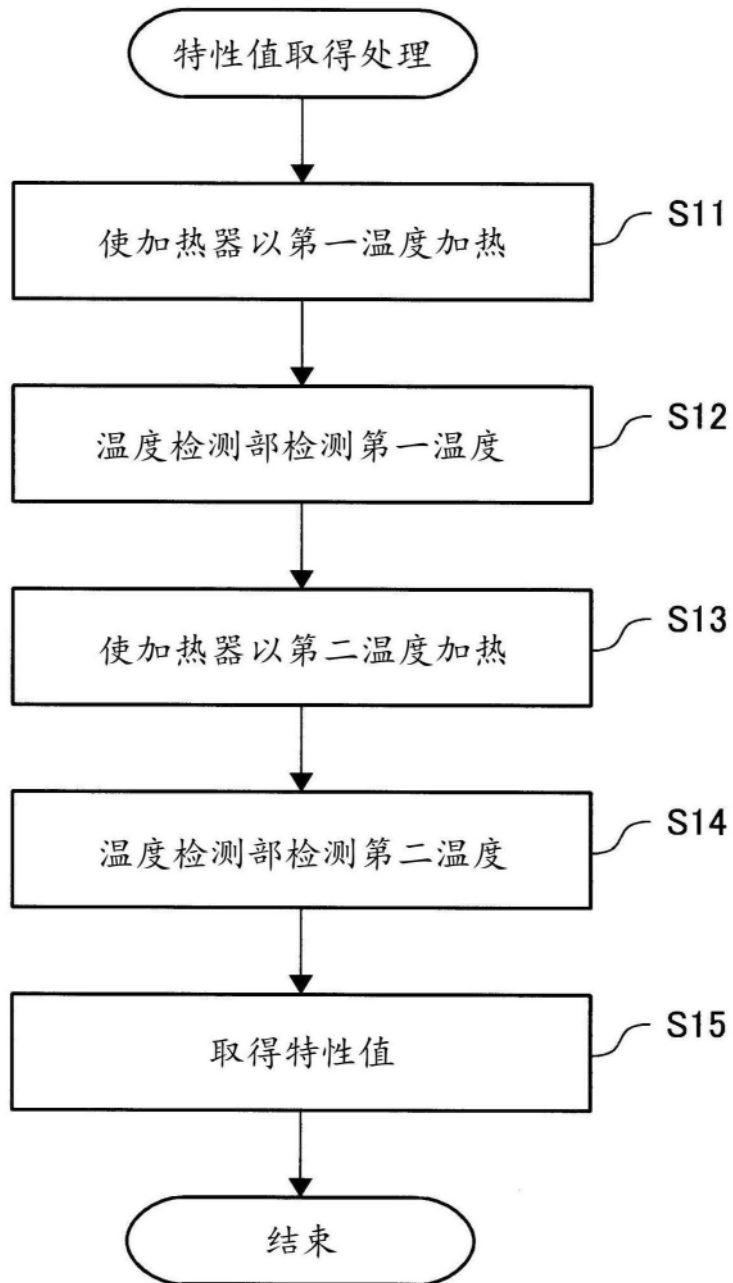 特性值取得处理
使加热器以第一温度加热
S11
温度检测部检测第一温度
S12
使加热器以第二温度加热
S13
温度检测部检测第二温度
S14
取得特性值
S15
结束